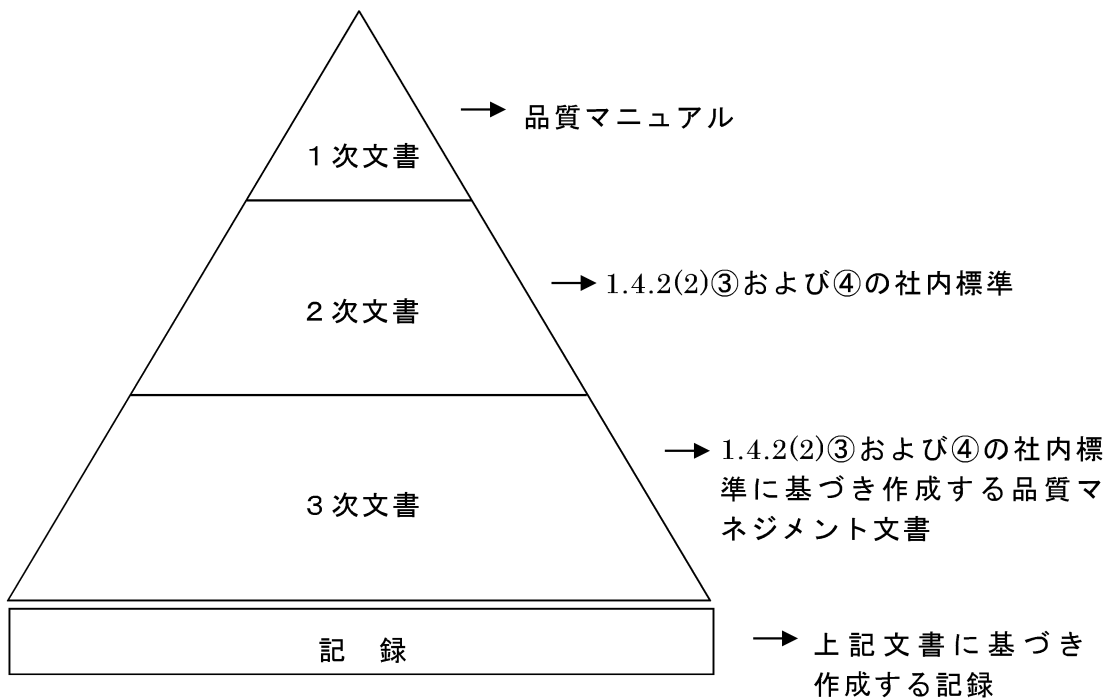 品質マニュアル
１次文書
1.4.2(2)③および④の社内標準
２次文書
1.4.2(2)③および④の社内標
準に基づき作成する品質マ
ネジメント文書
３次文書
記　録
上記文書に基づき
作成する記録